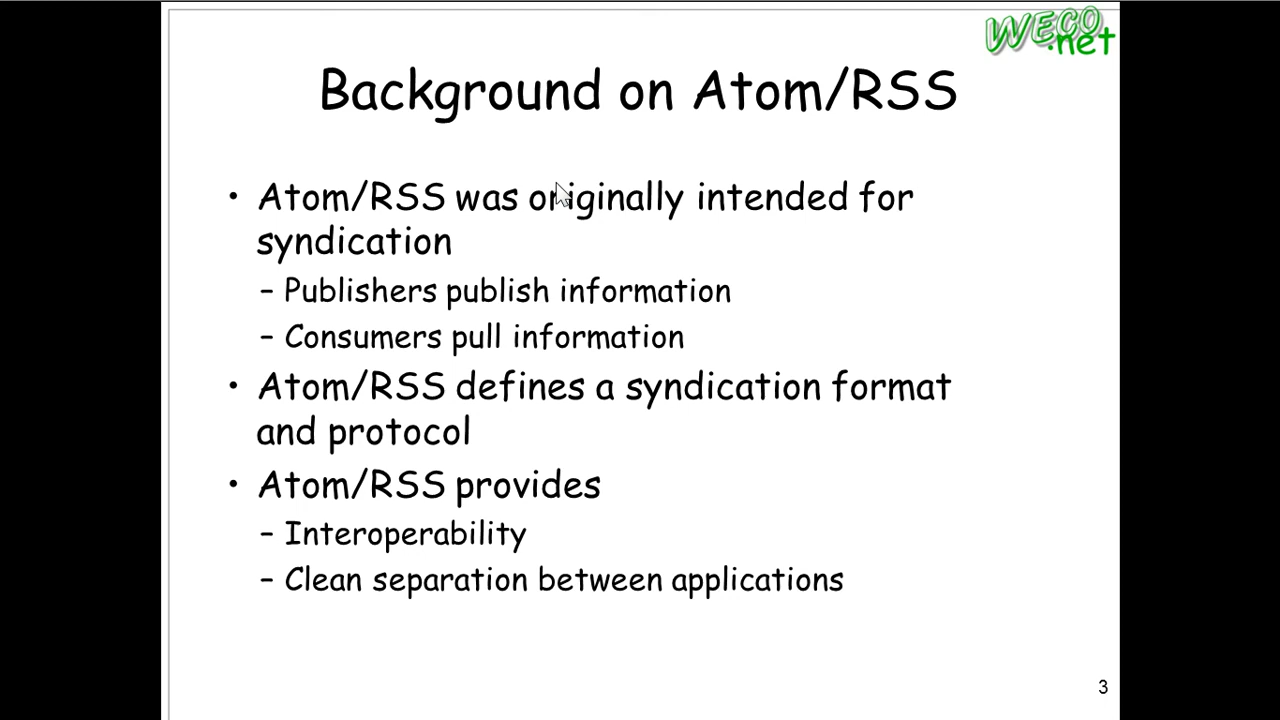 WECO
.net
Background on Atom/RSS
• Atom/RSS was originally intended for
syndication
– Publishers publish information
– Consumers pull information
• Atom/RSS defines a syndication format
and protocol
• Atom/RSS provides
– Interoperability
– Clean separation between applications
3